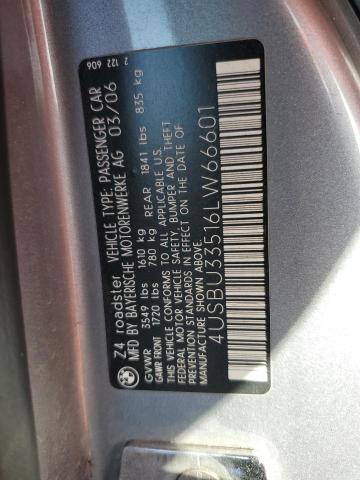 Z4 roadster VEHICLE TYPE: PASSENGER CAR
MFD BY BAYERISCHE MOTORENWERKE AG 03/06
GVWR 3549 lbs 1610 kg REAR 1841 lbs 835 kg
GAWR FRONT 1720 lbs 780 kg
THIS VEHICLE CONFORMS TO ALL APPLICABLE U.S.
FEDERAL MOTOR VEHICLE SAFETY, BUMPER AND THEFT
PREVENTION STANDARDS IN EFFECT ON THE DATE OF
MANUFACTURE SHOWN ABOVE.
4USBU33516LW66601
2 122 606